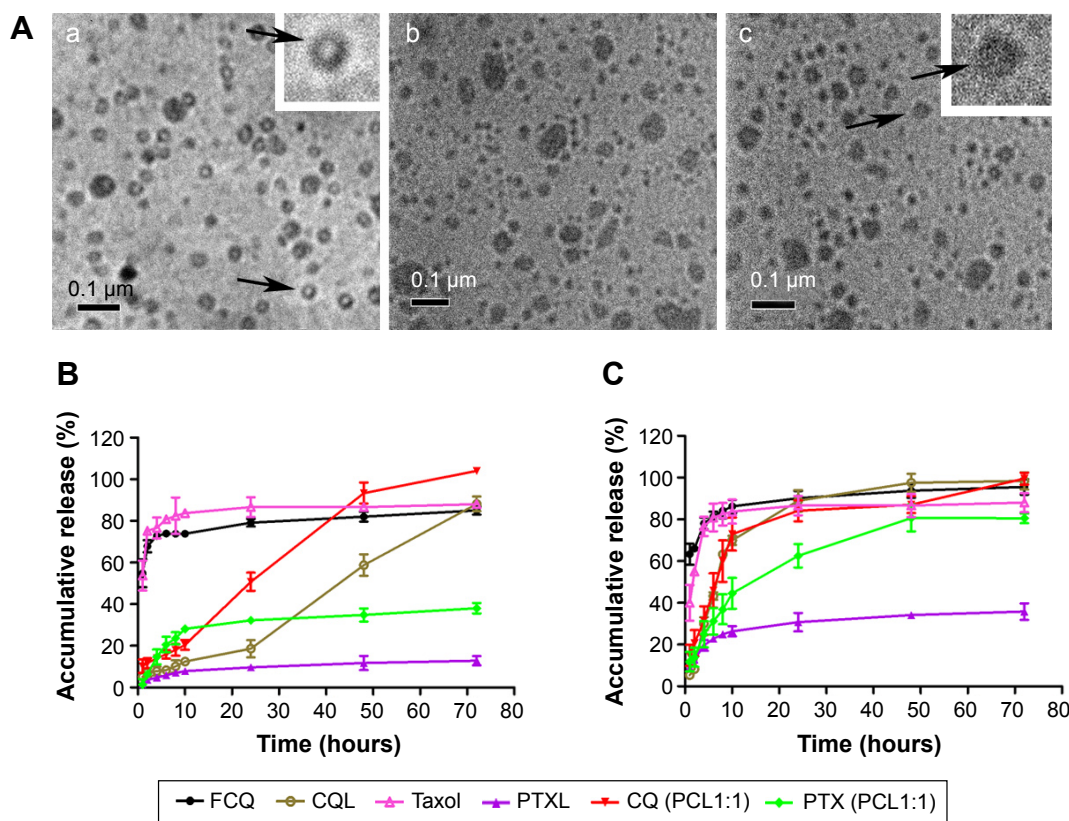 A
a
b
c
0.1 µm
0.1 µm
0.1 µm
B
C
Accumulative release (%)
120
100
80
60
40
20
0
0 10 20 30 40 50 60 70 80
Time (hours)
Accumulative release (%)
120
100
80
60
40
20
0
0 10 20 30 40 50 60 70 80
Time (hours)
FCQ CQL Taxol PTXL CQ (PCL1:1) PTX (PCL1:1)